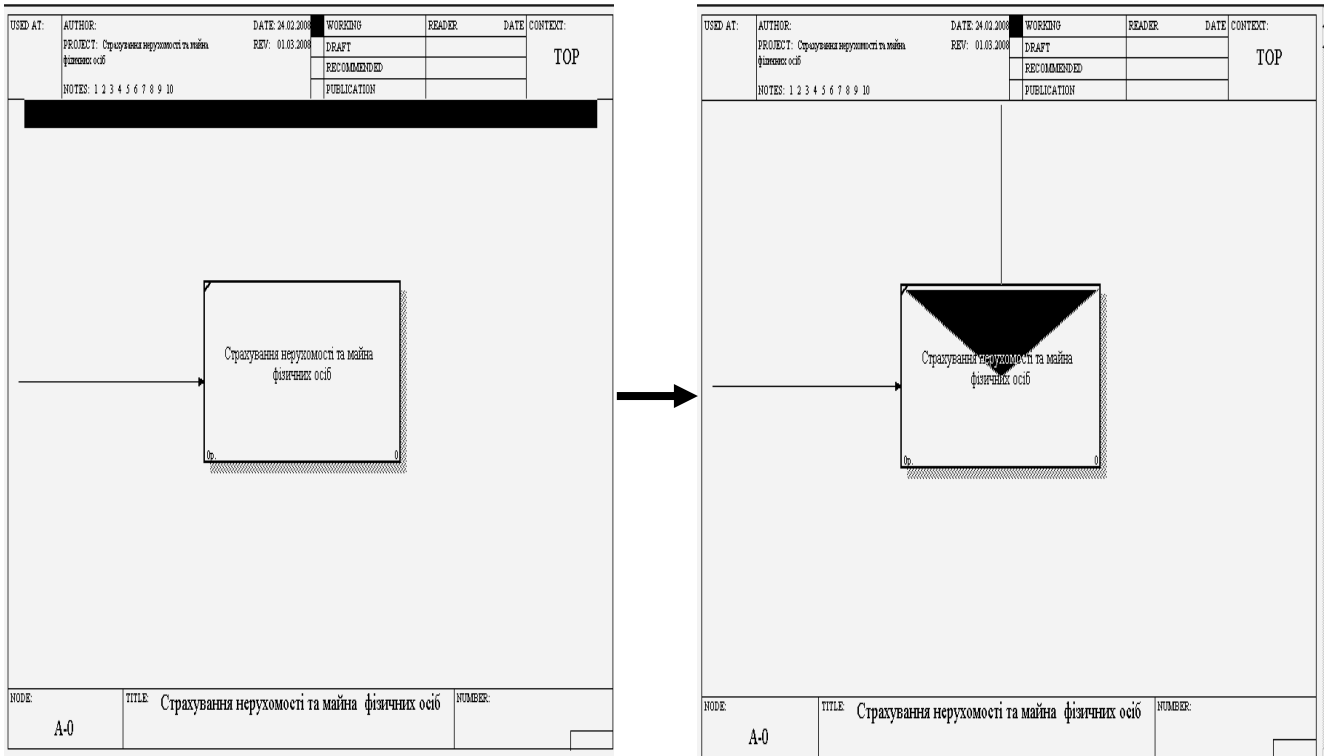 USED AT:
AUTHOR:
DATE: 24.02.2008
PROJECT: Страхування нерухомості та майна
фізичних осіб
REV: 01.03.2008
NOTES: 1 2 3 4 5 6 7 8 9 10
WORKING
DRAFT
RECOMMENDED
PUBLICATION
READER DATE
CONTEXT:
TOP
Страхування нерухомості та майна
фізичних осіб
0р. 0
NODE:
A-0
TITLE: Страхування нерухомості та майна фізичних осіб
NUMBER:
USED AT:
AUTHOR:
DATE: 24.02.2008
PROJECT: Страхування нерухомості та майна
фізичних осіб
REV: 01.03.2008
NOTES: 1 2 3 4 5 6 7 8 9 10
WORKING
DRAFT
RECOMMENDED
PUBLICATION
READER DATE
CONTEXT:
TOP
Страхування нерухомості та майна
фізичних осіб
0р. 0
NODE:
A-0
TITLE: Страхування нерухомості та майна фізичних осіб
NUMBER: